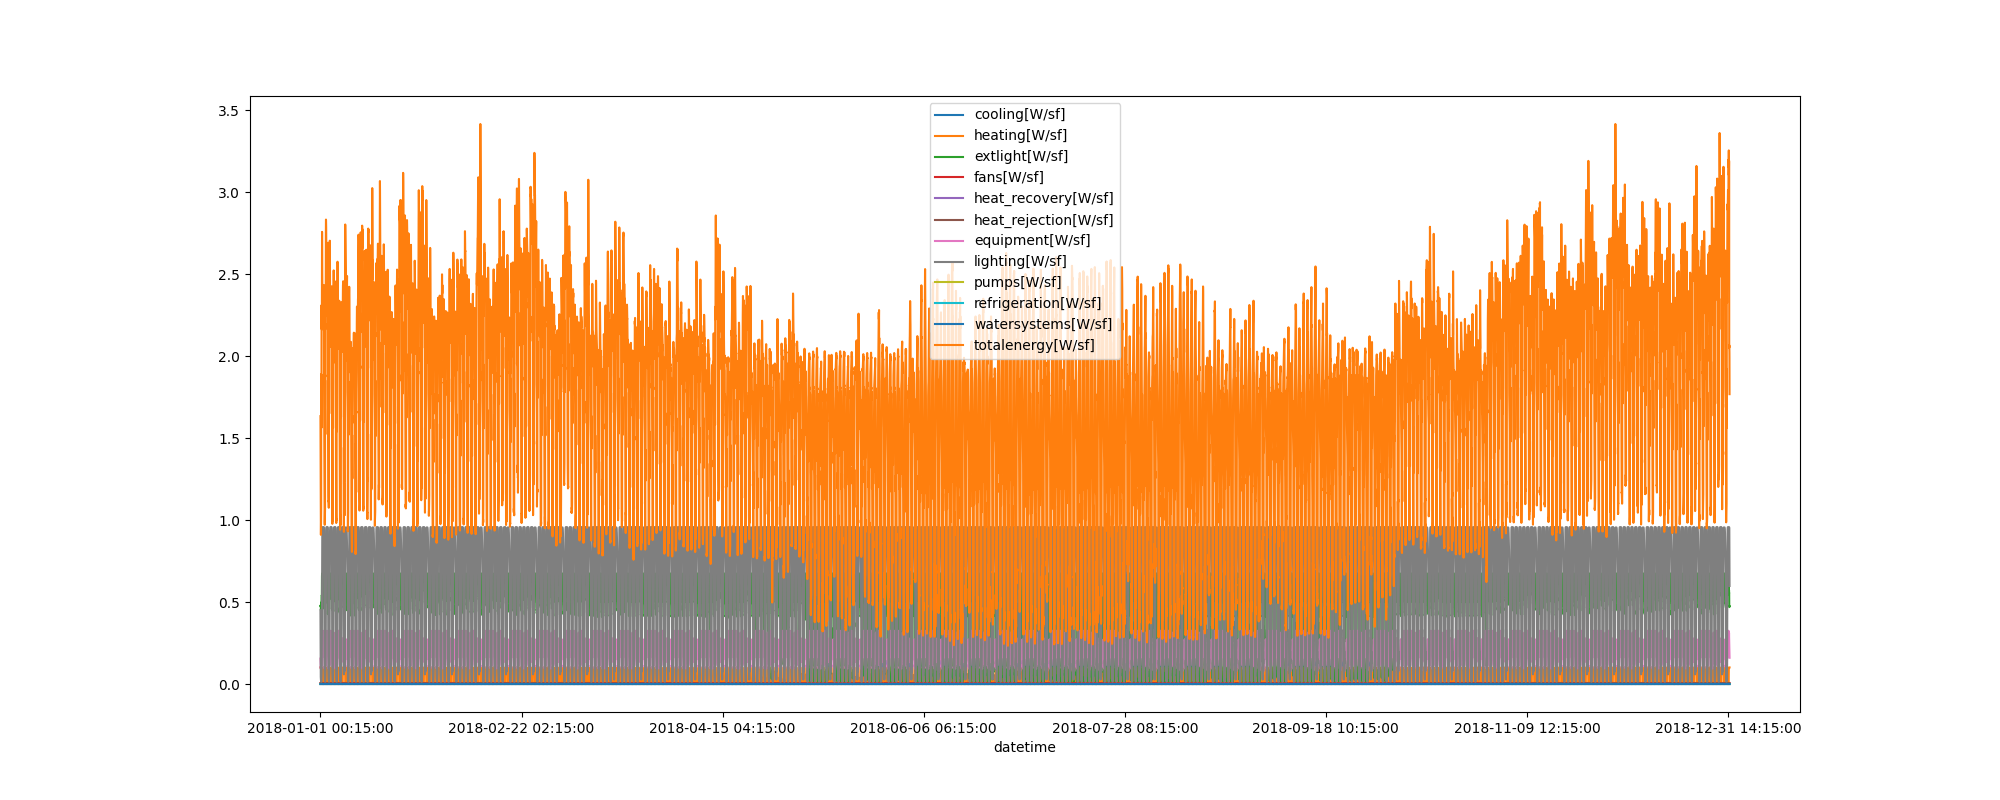 3.5
3.0
2.5
2.0
1.5
1.0
0.5
0.0
cooling[W/sf]
heating[W/sf]
extlight[W/sf]
fans[W/sf]
heat_recovery[W/sf]
heat_rejection[W/sf]
equipment[W/sf]
lighting[W/sf]
pumps[W/sf]
refrigeration[W/sf]
watersystems[W/sf]
totalenergy[W/sf]
2018-01-01 00:15:00 2018-02-22 02:15:00 2018-04-15 04:15:00 2018-06-06 06:15:00 2018-07-28 08:15:00 2018-09-18 10:15:00 2018-11-09 12:15:00 2018-12-31 14:15:00
datetime